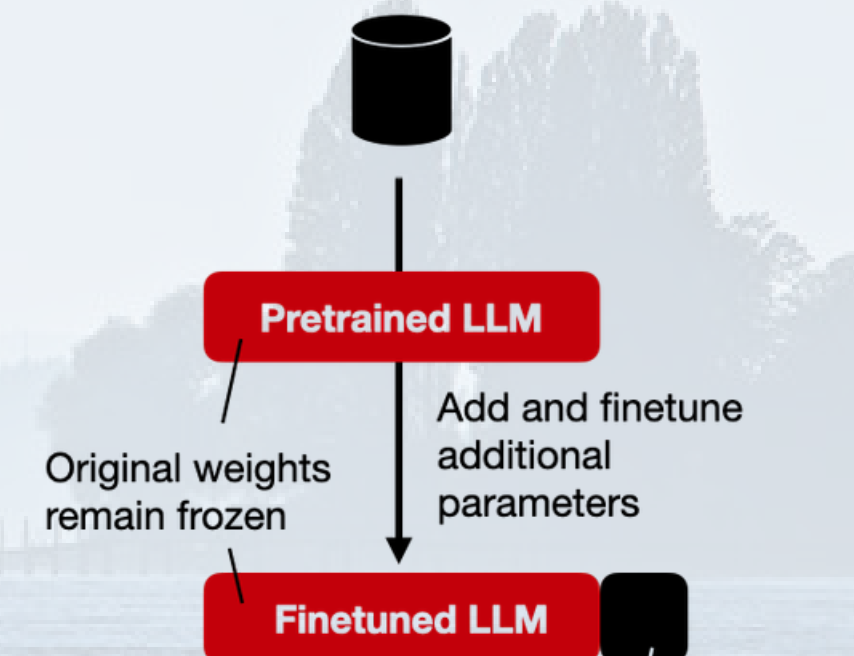 Pretrained LLM
Add and finetune
additional
parameters
Original weights
remain frozen
Finetuned LLM